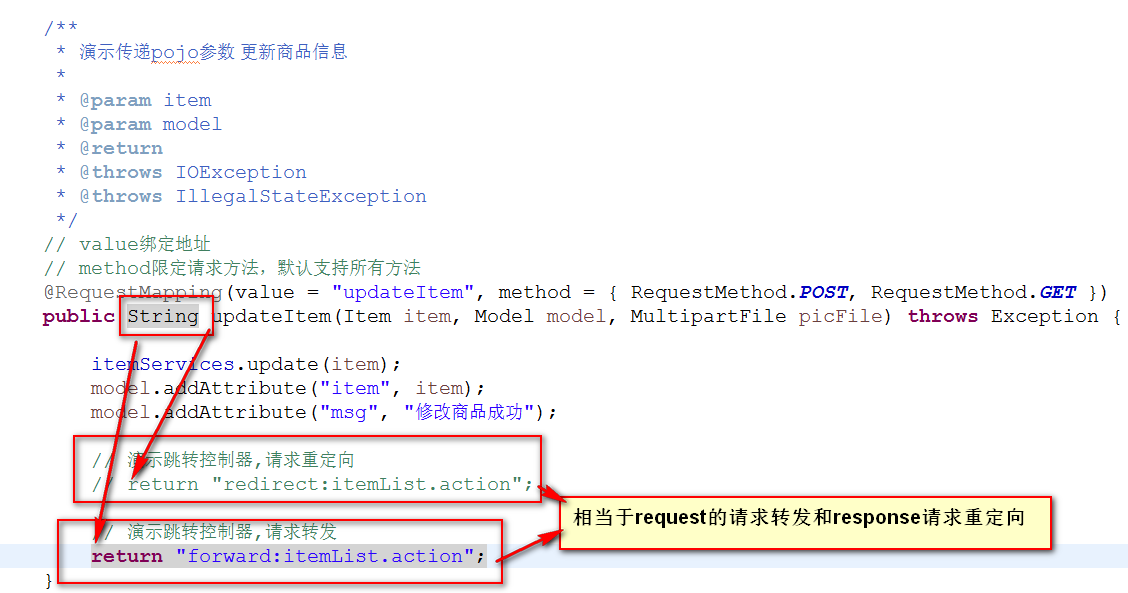 /**
* 演示传递pojo参数 更新商品信息
*
* @param item
* @param model
* @return
* @throws IOException
* @throws IllegalStateException
*/
// value绑定地址
// method限定请求方法，默认支持所有方法
@RequestMapping(value = "updateItem", method = { RequestMethod.POST, RequestMethod.GET })
public String updateItem(Item item, Model model, MultipartFile picFile) throws Exception {
itemServices.update(item);
model.addAttribute("item", item);
model.addAttribute("msg", "修改商品成功");
// 演示跳转控制器,请求重定向
// return "redirect:itemList.action";
相当于request的请求转发和response请求重定向
// 演示跳转控制器,请求转发
return "forward:itemList.action";
}